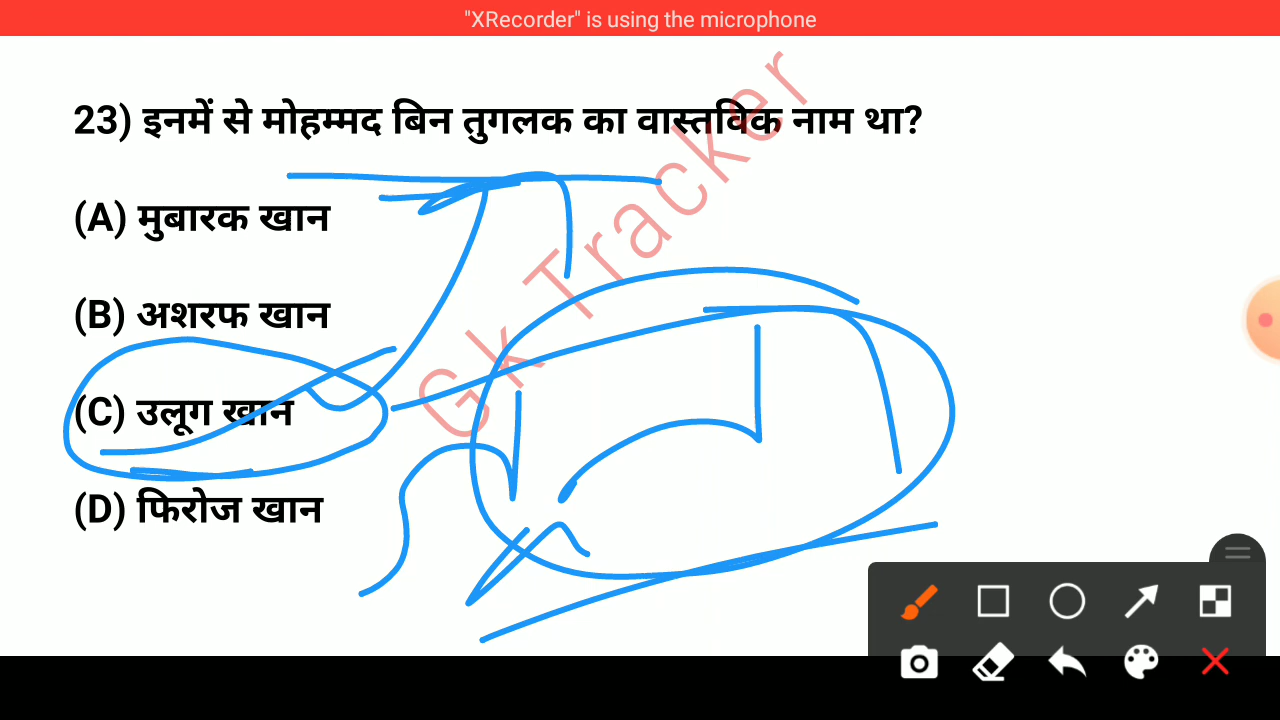 "XRecorder" is using the microphone
23) इनमें से मोहम्मद बिन तुगलक का वास्तविक नाम था?
(A) मुबारक खान
(B) अशरफ खान
(C) उलूग खान
(D) फिरोज खान
Gk Tracker